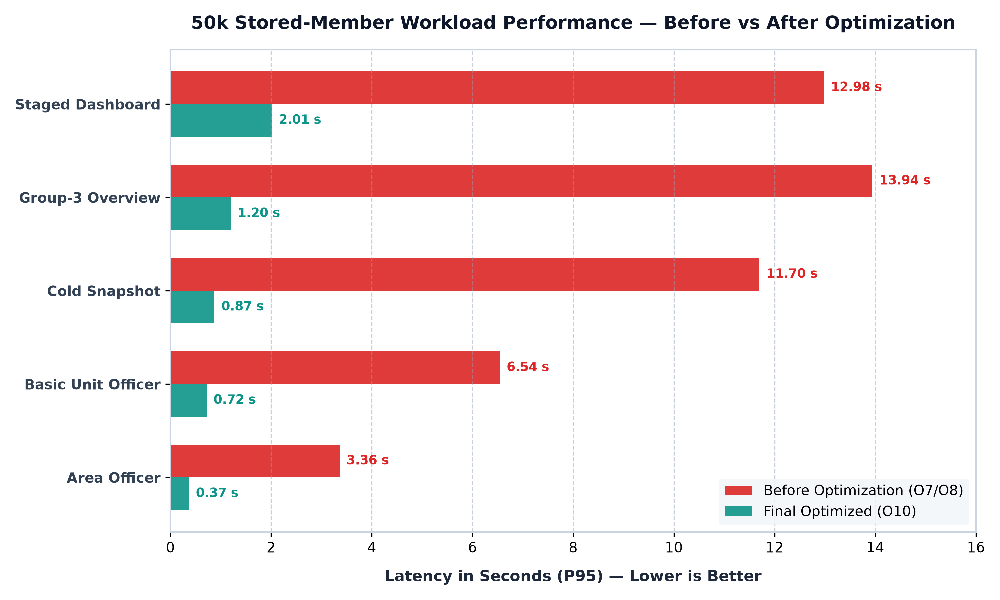 50k Stored-Member Workload Performance — Before vs After Optimization
Staged Dashboard
12.98 s
2.01 s
Group-3 Overview
13.94 s
1.20 s
Cold Snapshot
11.70 s
0.87 s
Basic Unit Officer
6.54 s
0.72 s
Area Officer
3.36 s
0.37 s
Before Optimization (O7/O8)
Final Optimized (O10)
0 2 4 6 8 10 12 14 16
Latency in Seconds (P95) — Lower is Better